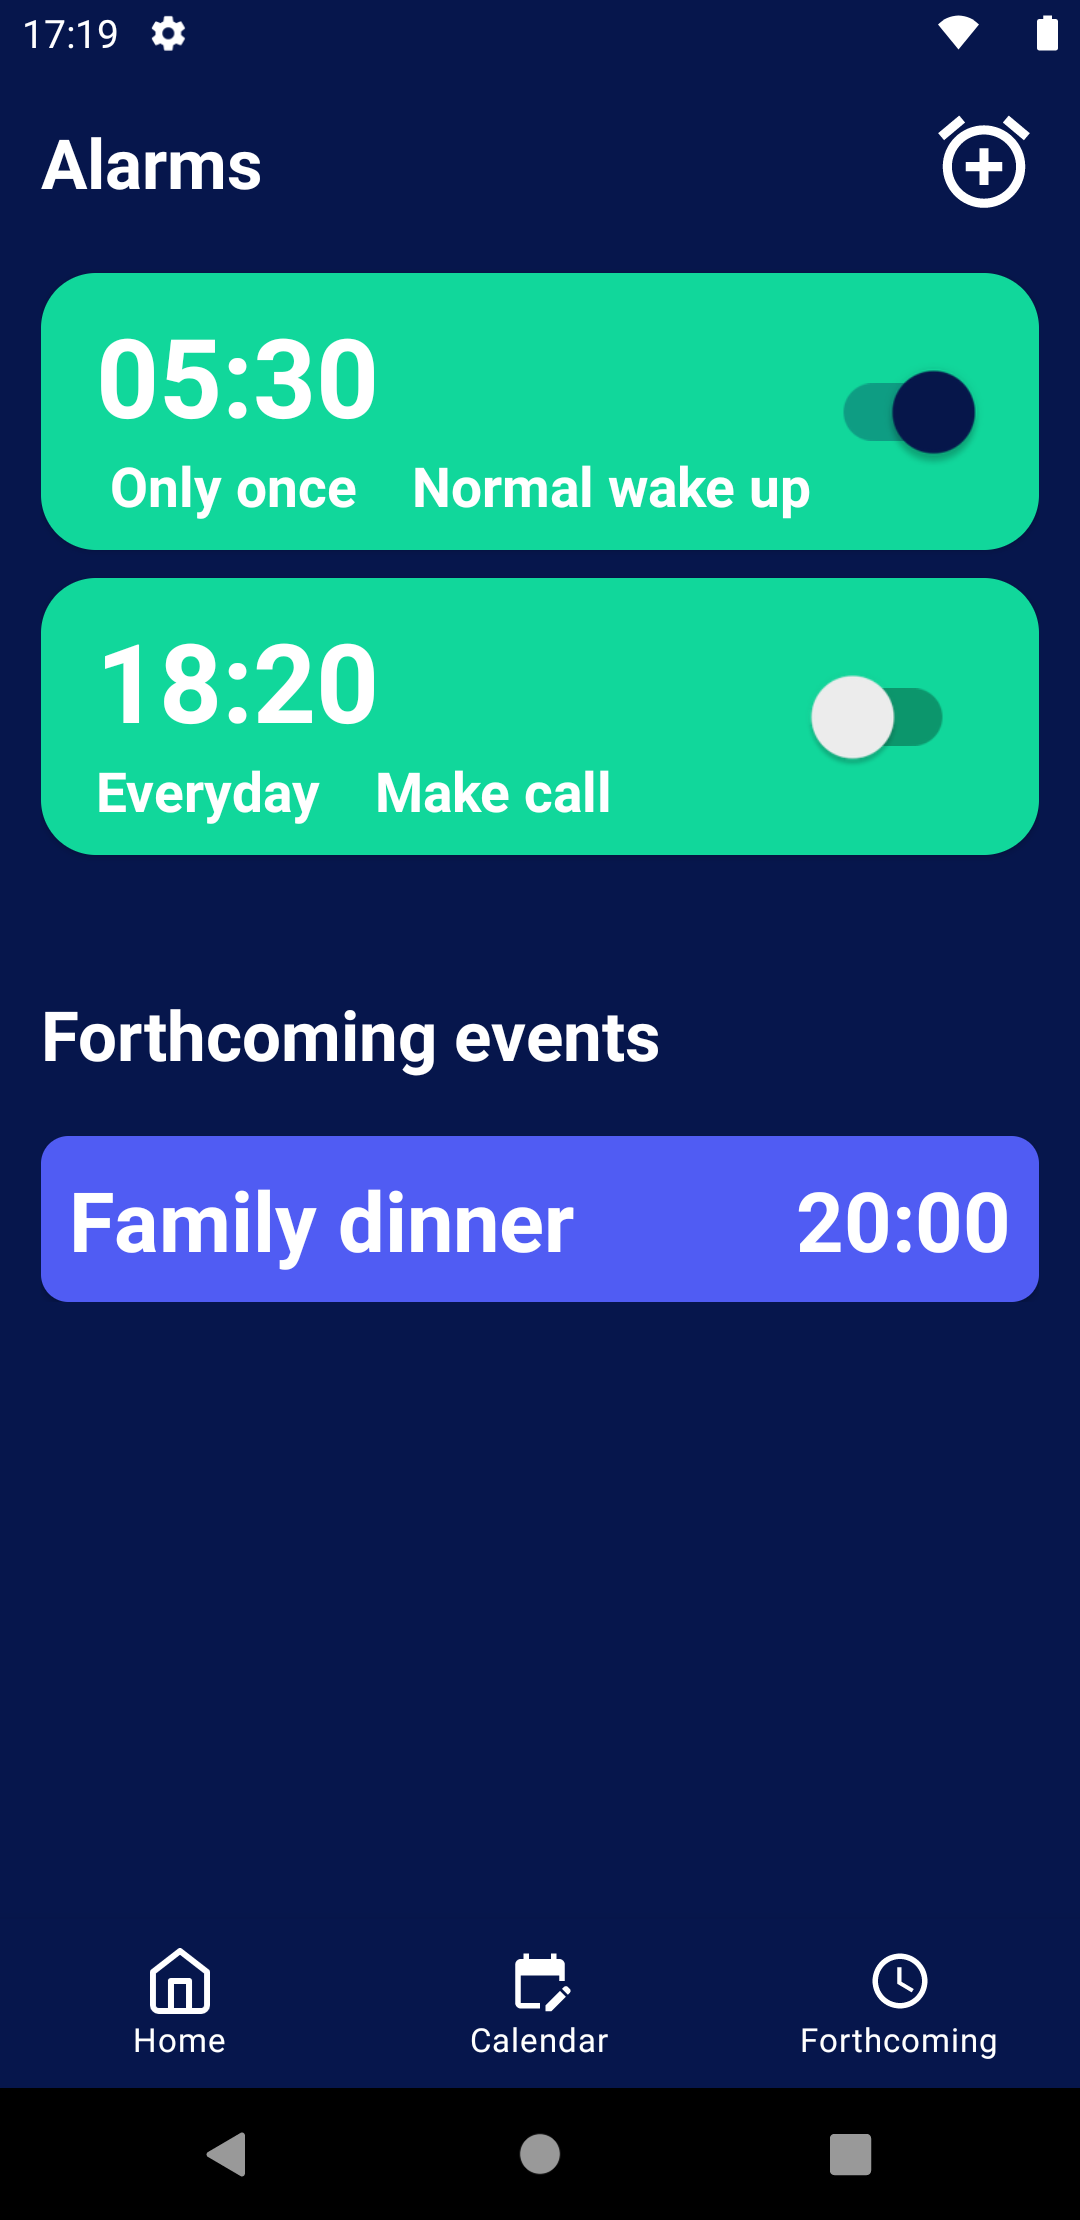 17:19
Alarms
05:30
Only once Normal wake up
18:20
Everyday Make call
Forthcoming events
Family dinner 20:00
Home Calendar Forthcoming